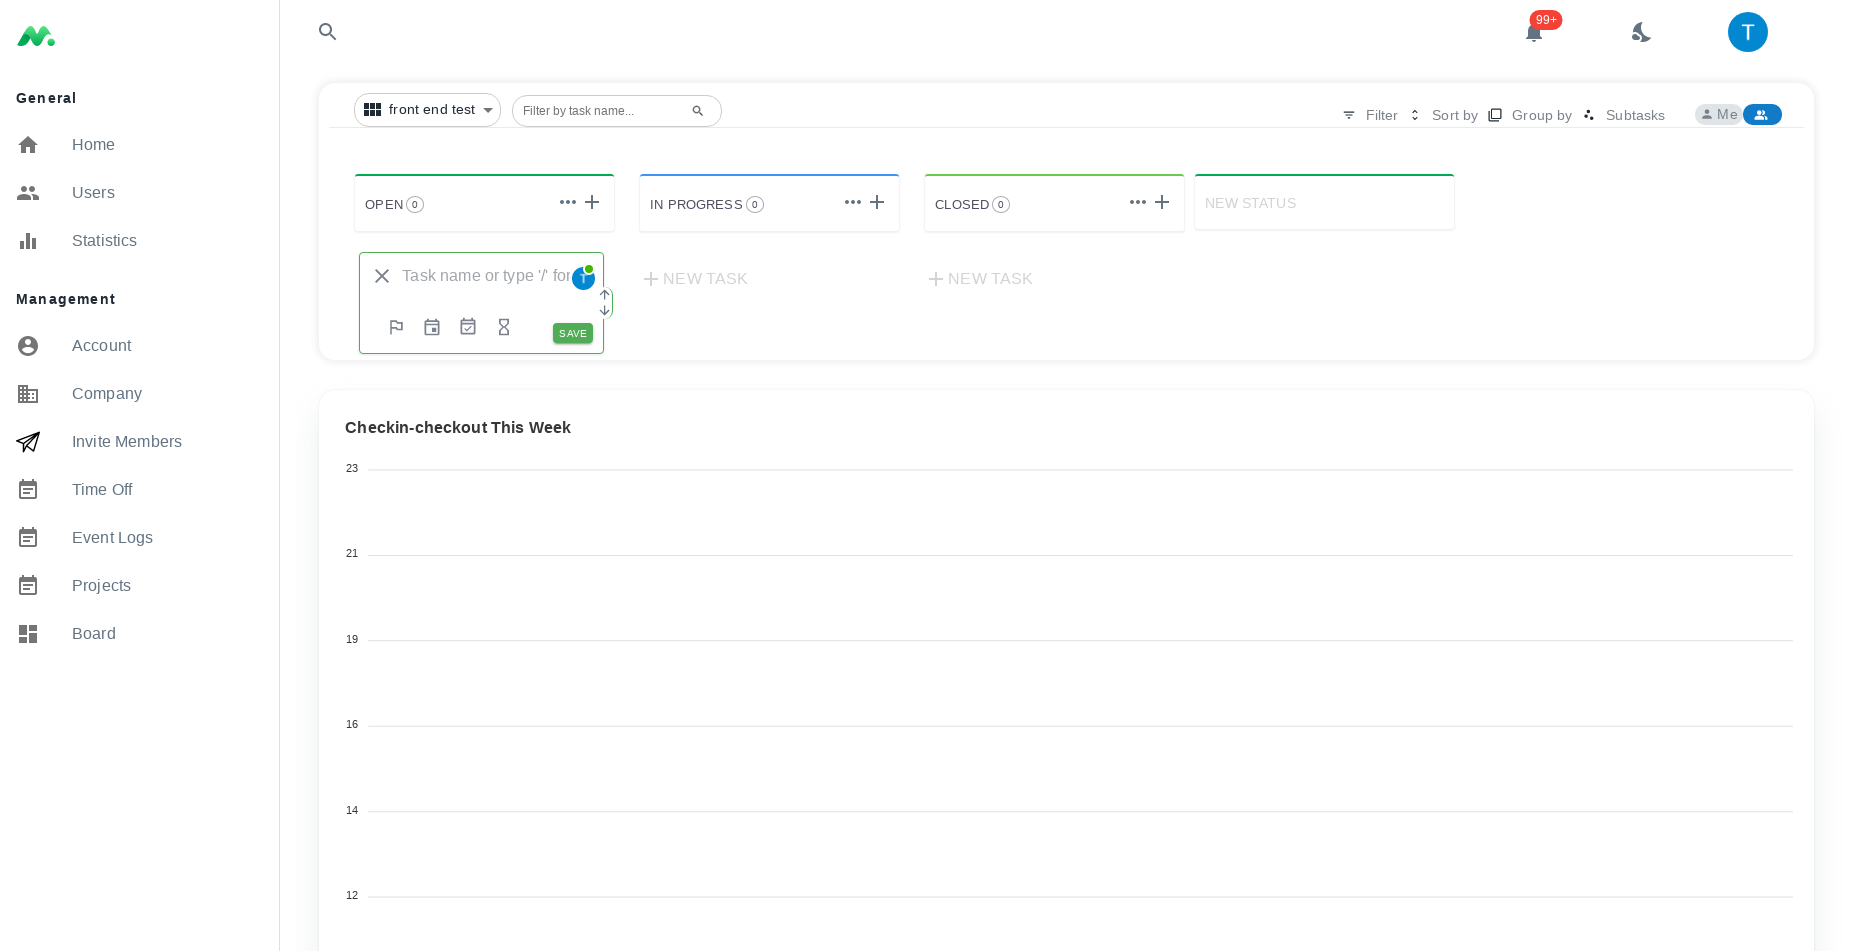 99+
T
General
Home
Users
Statistics
Management
Account
Company
Invite Members
Time Off
Event Logs
Projects
Board
front end test
Filter by task name...
Filter
Sort by
Group by
Subtasks
Me
OPEN 0
IN PROGRESS 0
CLOSED 0
NEW STATUS
Task name or type '/' for
T
SAVE
NEW TASK
NEW TASK
Checkin-checkout This Week
23
21
19
16
14
12